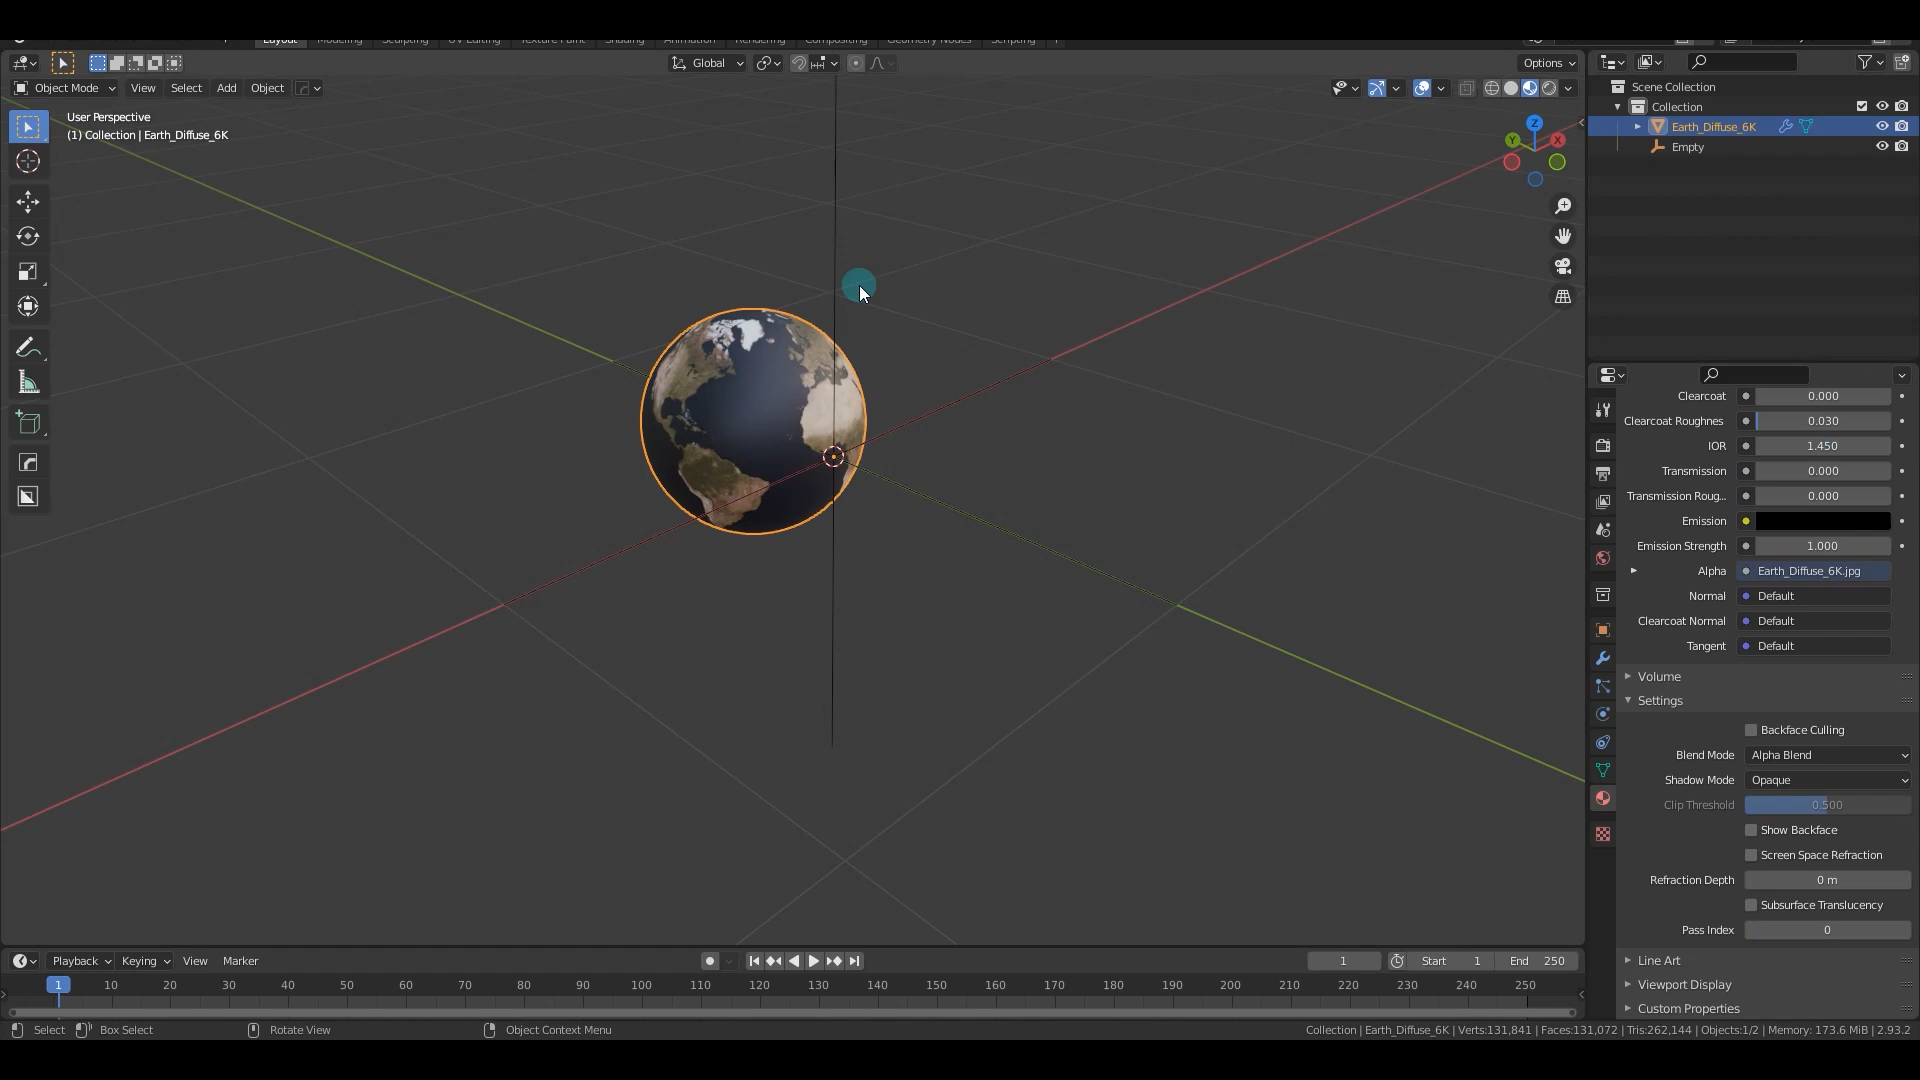 Layout Modeling Sculpting UV Editing Texture Paint Shading Animation Rendering Compositing Geometry Nodes Scripting +
Global Options
Object Mode View Select Add Object
User Perspective
(1) Collection | Earth_Diffuse_6K
Z
Y X
Scene Collection
Collection
Earth_Diffuse_6K
Empty
Clearcoat 0.000
Clearcoat Roughnes 0.030
IOR 1.450
Transmission 0.000
Transmission Roug... 0.000
Emission
Emission Strength 1.000
Alpha Earth_Diffuse_6K.jpg
Normal Default
Clearcoat Normal Default
Tangent Default
Volume
Settings
Backface Culling
Blend Mode Alpha Blend
Shadow Mode Opaque
Clip Threshold 0.500
Show Backface
Screen Space Refraction
Refraction Depth 0 m
Subsurface Translucency
Pass Index 0
Line Art
Viewport Display
Custom Properties
Playback Keying View Marker 1 Start 1 End 250
1 10 20 30 40 50 60 70 80 90 100 110 120 130 140 150 160 170 180 190 200 210 220 230 240 250
Select Box Select Rotate View Object Context Menu Collection | Earth_Diffuse_6K | Verts:131,841 | Faces:131,072 | Tris:262,144 | Objects:1/2 | Memory: 173.6 MiB | 2.93.2